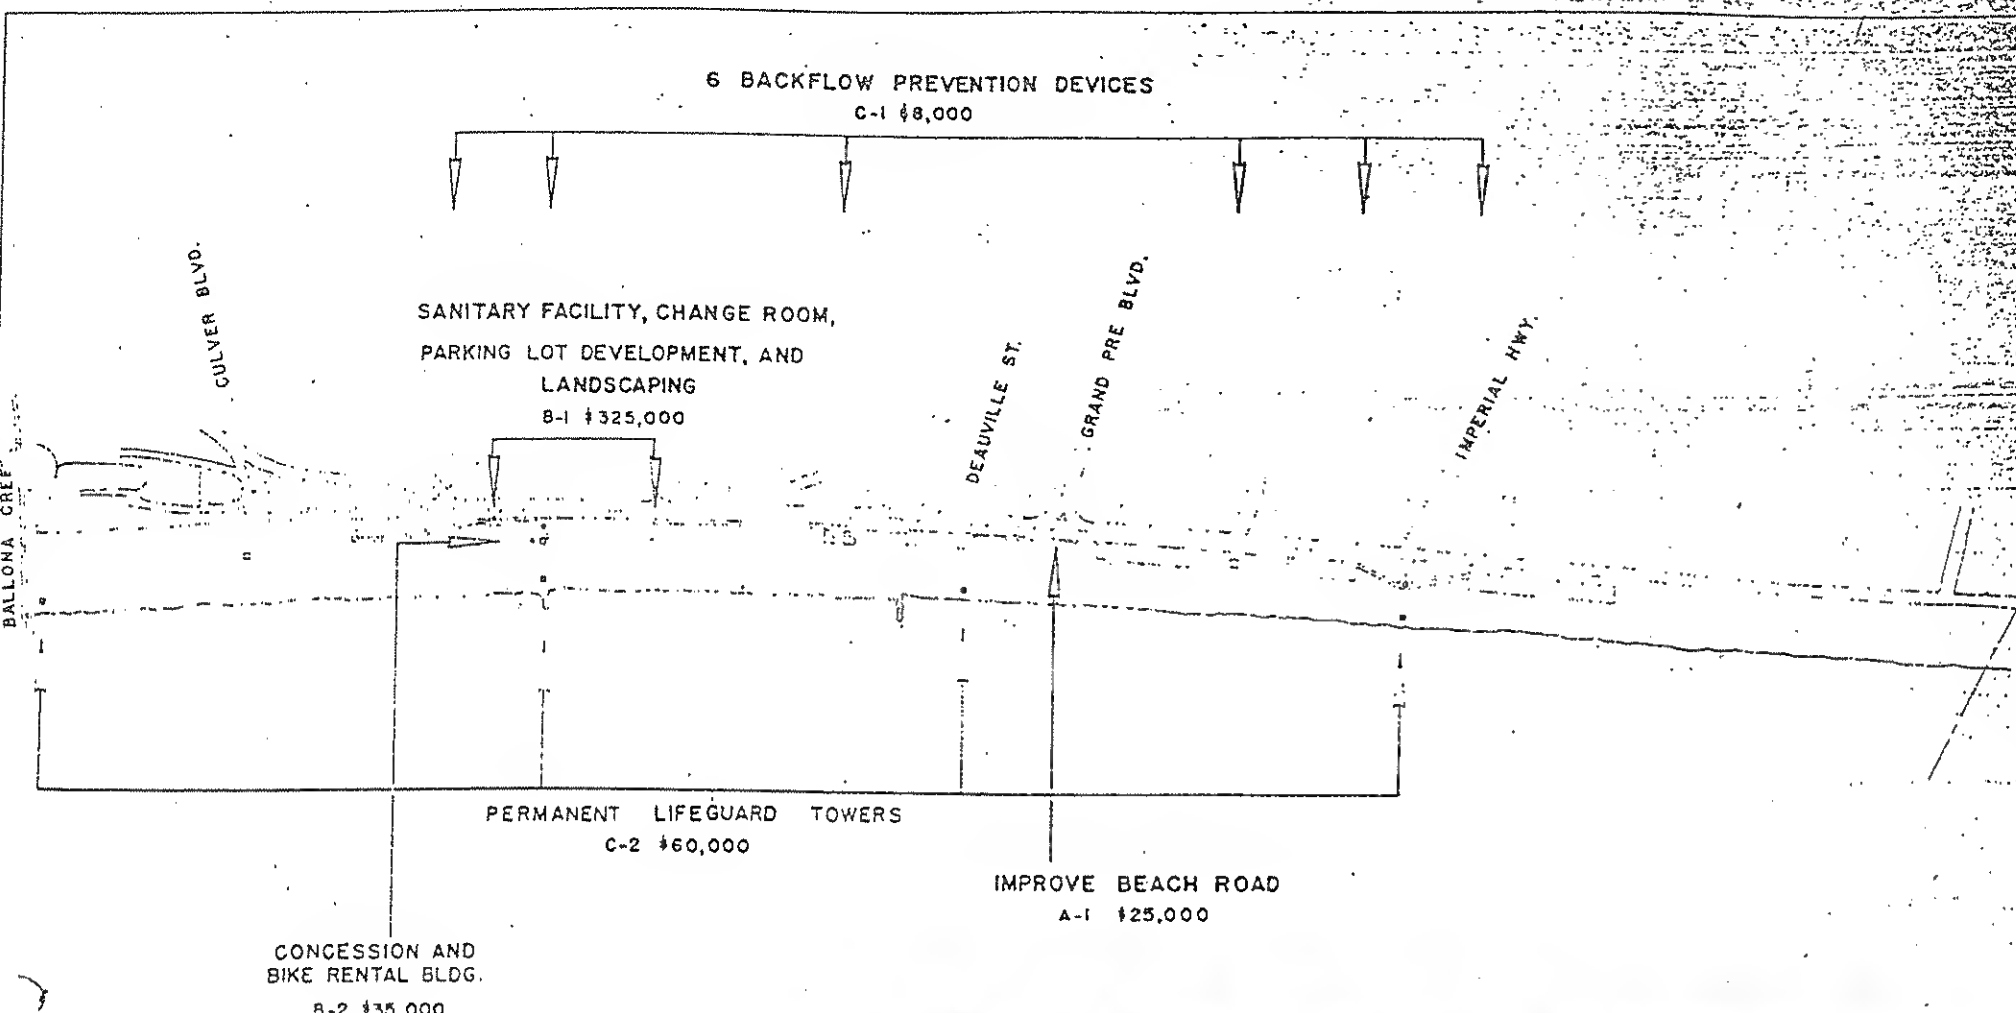 6 BACKFLOW PREVENTION DEVICES
C-1 $8,000
CULVER BLVD.
SANITARY FACILITY, CHANGE ROOM,
PARKING LOT DEVELOPMENT, AND
LANDSCAPING
B-1 $325,000
DEAUVILLE ST.
GRAND PRE BLVD.
IMPERIAL HWY.
BALLONA CREE
PERMANENT LIFEGUARD TOWERS
C-2 $60,000
IMPROVE BEACH ROAD
A-1 $25,000
CONCESSION AND
BIKE RENTAL BLDG.
B-2 $35,000